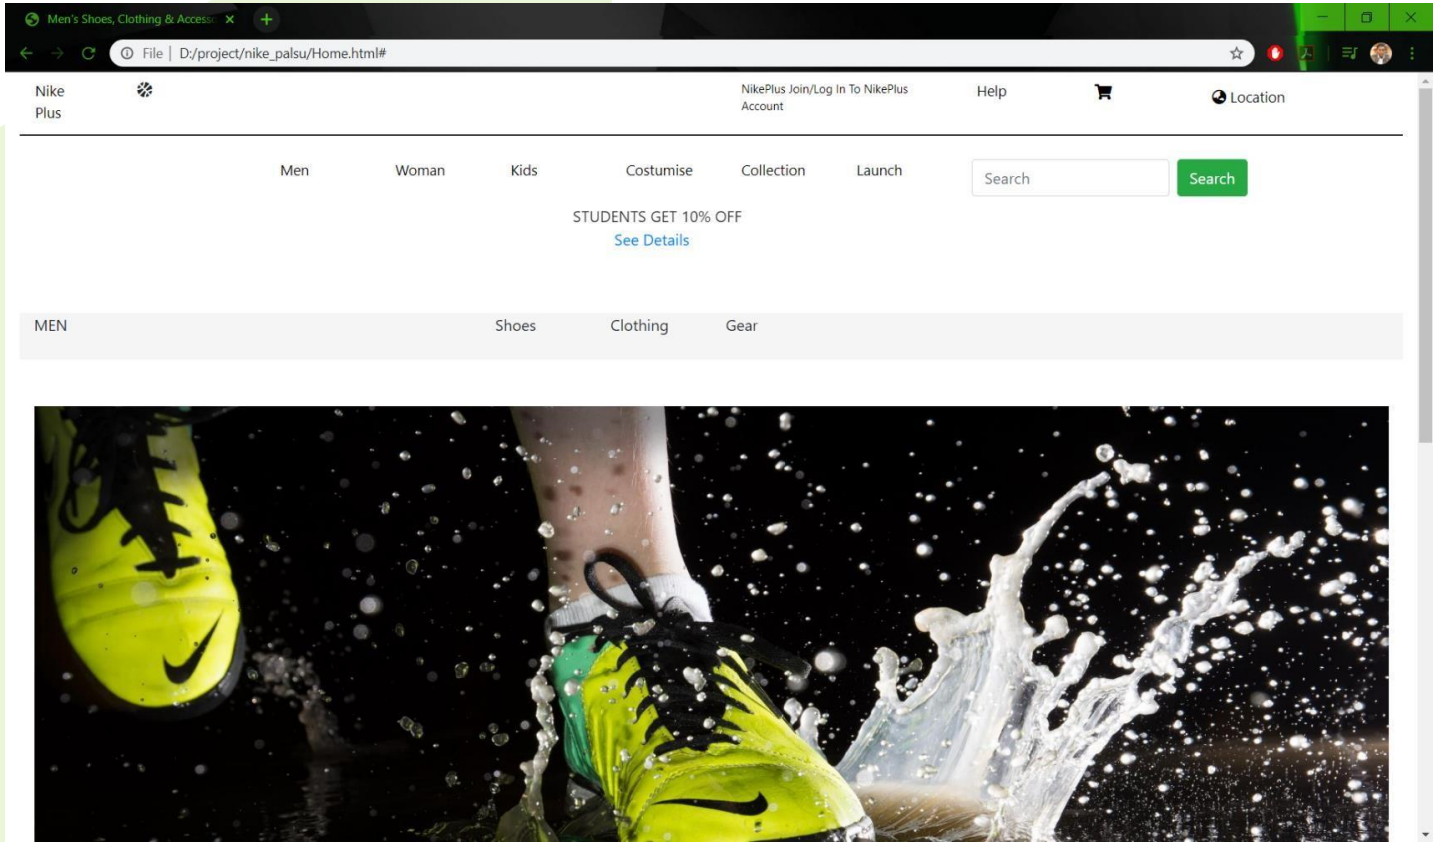 Men's Shoes, Clothing & Access
File | D:/project/nike_palsu/Home.html#
Nike
Plus
NikePlus Join/Log In To NikePlus
Account
Help
Location
Men Woman Kids Costumise Collection Launch Search Search
STUDENTS GET 10% OFF
See Details
MEN Shoes Clothing Gear